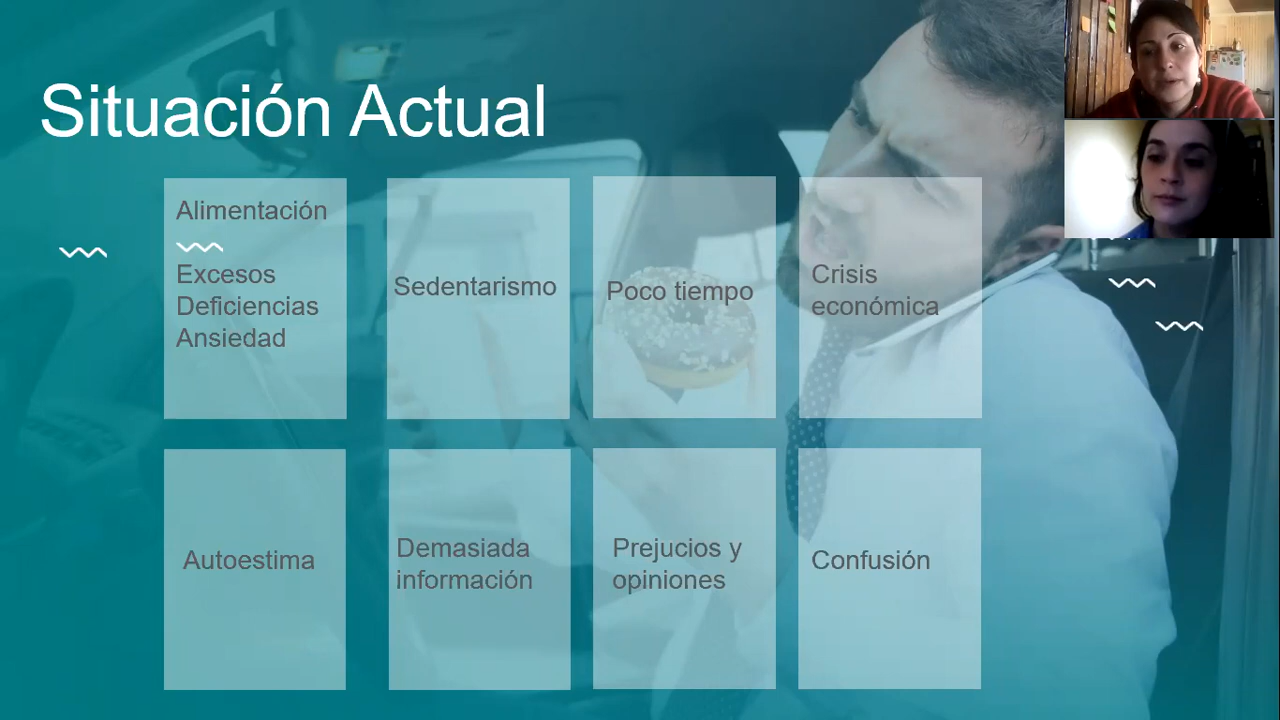 Situación Actual
Alimentación
Excesos
Deficiencias
Ansiedad
Sedentarismo
Poco tiempo
Crisis
económica
Autoestima
Demasiada
información
Prejucios y
opiniones
Confusión